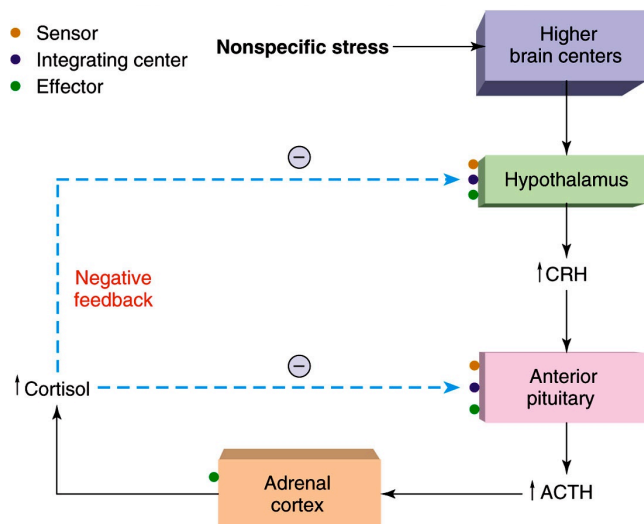 Sensor
Integrating center
Effector
Nonspecific stress
Higher
brain centers
−
Hypothalamus
Negative
feedback
↑CRH
−
↑Cortisol
Anterior
pituitary
Adrenal
cortex
↑ACTH